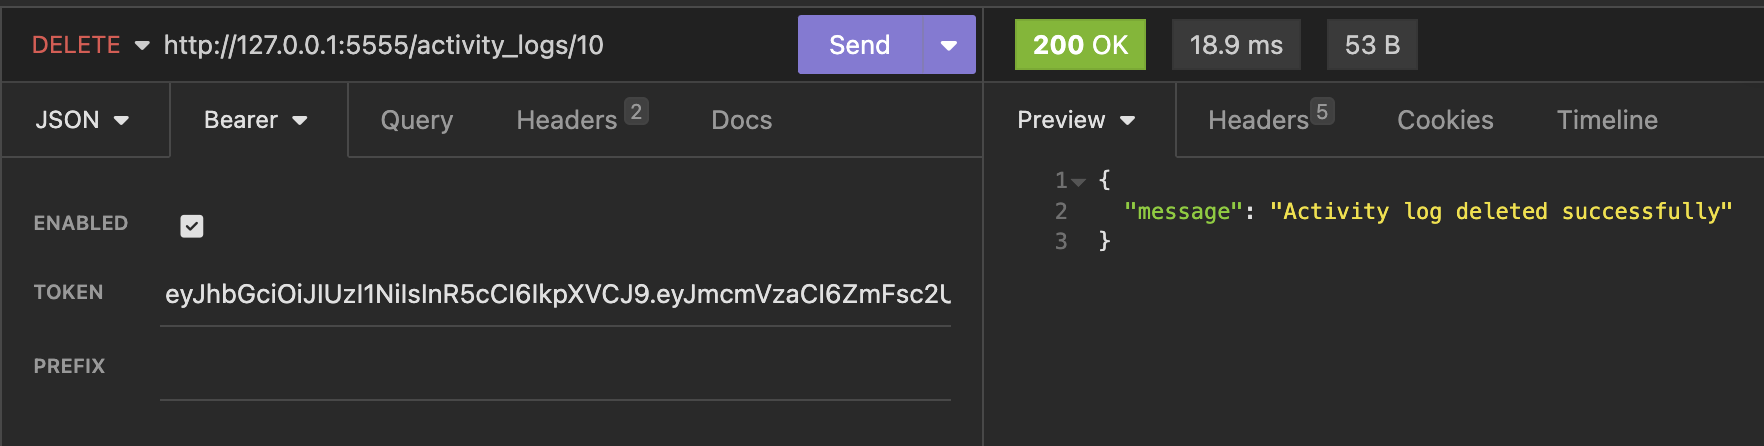 DELETE http://127.0.0.1:5555/activity_logs/10 Send
200 OK 18.9 ms 53 B
JSON Bearer Query Headers 2 Docs
Preview Headers 5 Cookies Timeline
ENABLED
TOKEN eyJhbGciOiJIUzI1NiIsInR5cCI6IkpXVCJ9.eyJmcmVzaCI6ZmFsc2U
PREFIX
1 {
2 "message": "Activity log deleted successfully"
3 }